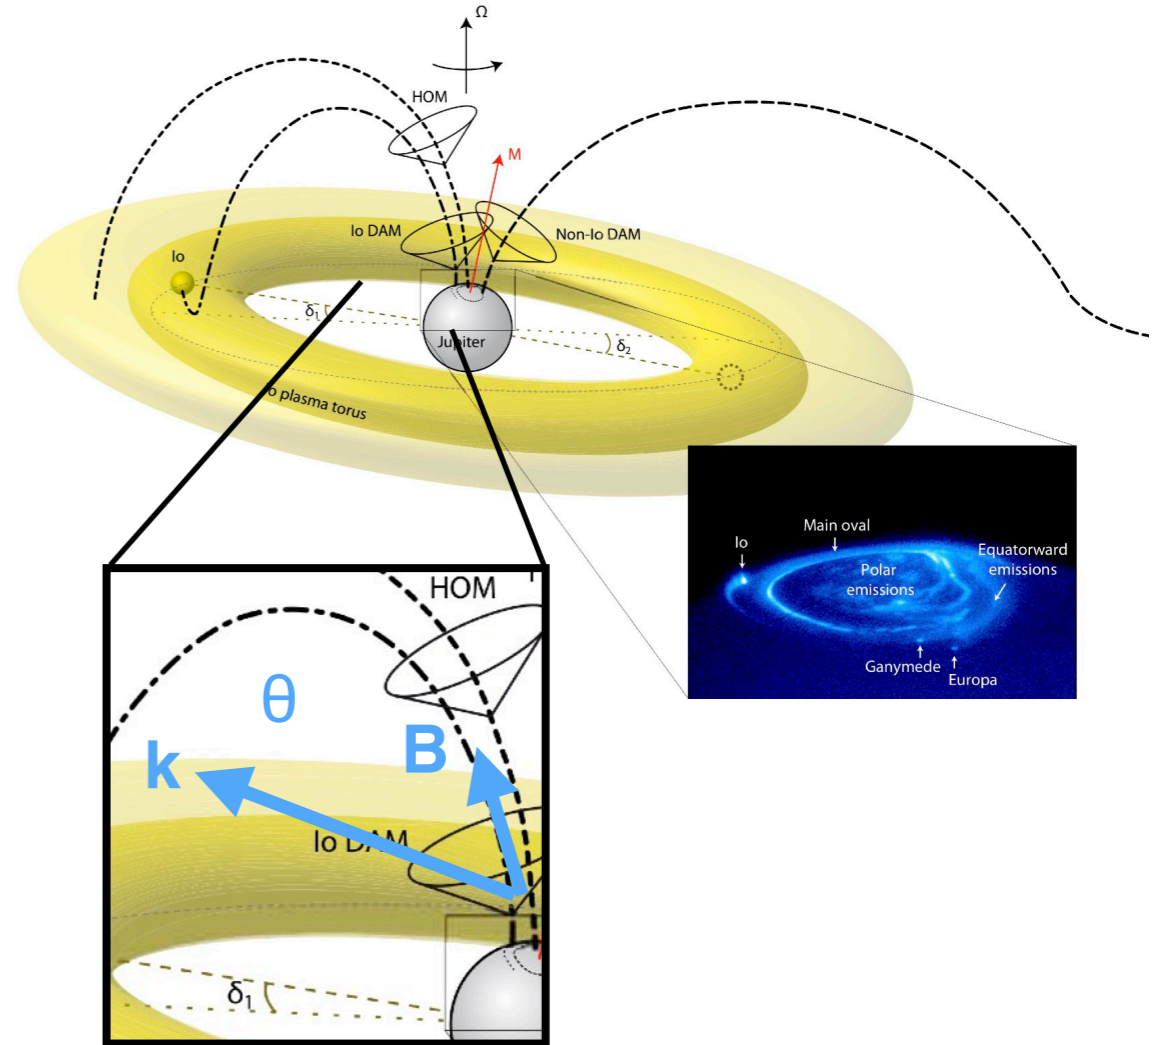 Ω
HOM
M
Io DAM
Non-Io DAM
Io
δ1
Jupiter
δ2
o plasma torus
Main oval
Io
Equatorward
emissions
Polar
emissions
Ganymede
Europa
HOM
θ
B
k
Io DAM
δ1